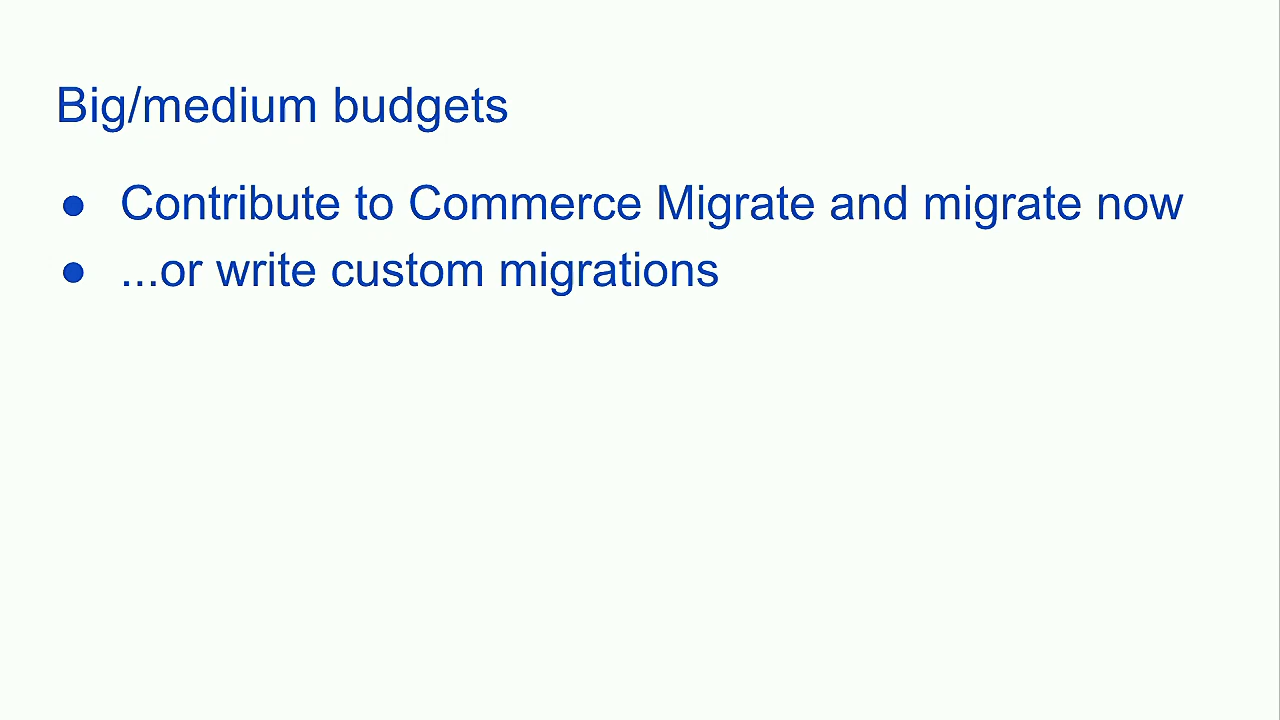 Big/medium budgets
● Contribute to Commerce Migrate and migrate now
● ...or write custom migrations